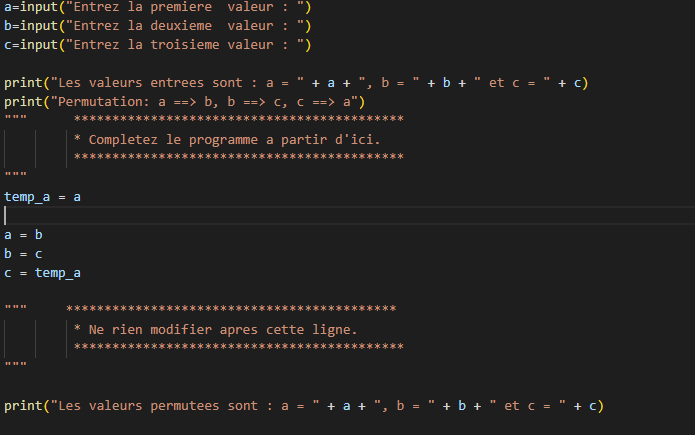 a=input("Entrez la premiere  valeur : ")
b=input("Entrez la deuxieme  valeur : ")
c=input("Entrez la troisieme valeur : ")
print("Les valeurs entrees sont : a = " + a + ", b = " + b + " et c = " + c)
print("Permutation: a ==> b, b ==> c, c ==> a")
"""      *******************************************
         * Completez le programme a partir d'ici.
         *******************************************
"""
temp_a = a
a = b
b = c
c = temp_a
"""     *******************************************
         * Ne rien modifier apres cette ligne.
         *******************************************
"""
print("Les valeurs permutees sont : a = " + a + ", b = " + b + " et c = " + c)